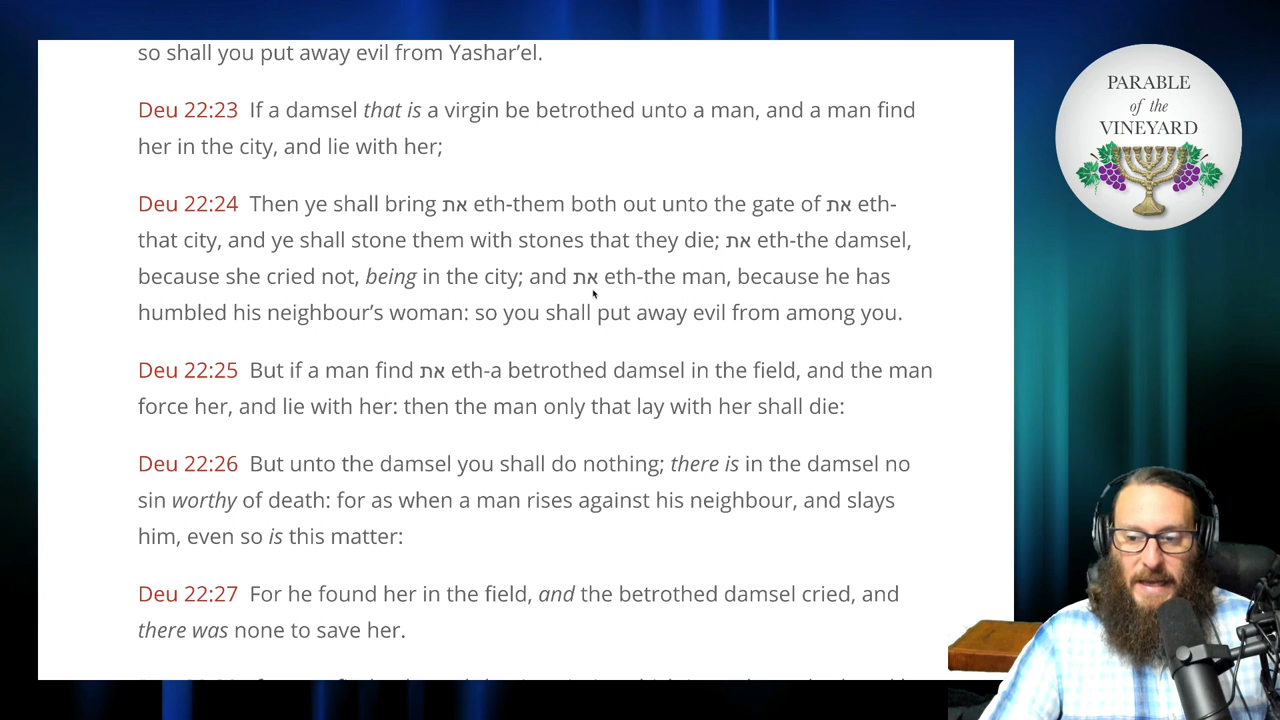 so shall you put away evil from Yashar’el.
Deu 22:23 If a damsel that is a virgin be betrothed unto a man, and a man find
her in the city, and lie with her;
Deu 22:24 Then ye shall bring את eth-them both out unto the gate of את eth-
that city, and ye shall stone them with stones that they die; את eth-the damsel,
because she cried not, being in the city; and את eth-the man, because he has
humbled his neighbour’s woman: so you shall put away evil from among you.
Deu 22:25 But if a man find את eth-a betrothed damsel in the field, and the man
force her, and lie with her: then the man only that lay with her shall die:
Deu 22:26 But unto the damsel you shall do nothing; there is in the damsel no
sin worthy of death: for as when a man rises against his neighbour, and slays
him, even so is this matter:
Deu 22:27 For he found her in the field, and the betrothed damsel cried, and
there was none to save her.
PARABLE
of the
VINEYARD